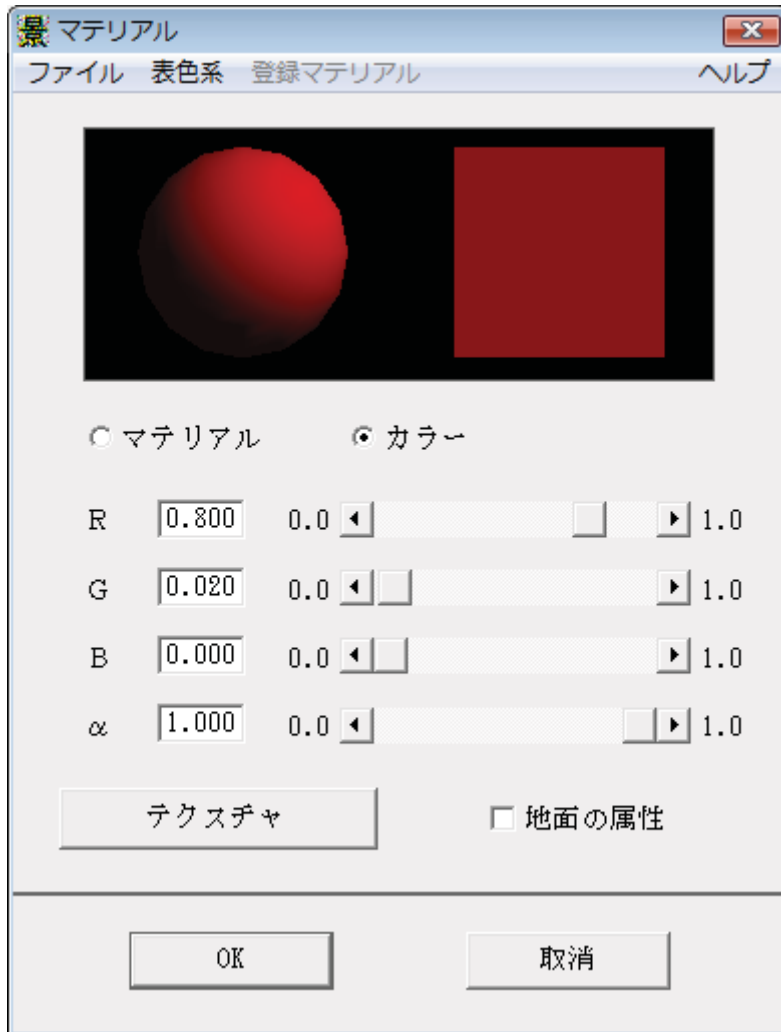 景 マテリアル
ファイル 表色系 登録マテリアル ヘルプ
マテリアル カラー
R 0.800 0.0 1.0
G 0.020 0.0 1.0
B 0.000 0.0 1.0
α 1.000 0.0 1.0
テクスチャ 地面の属性
OK 取消